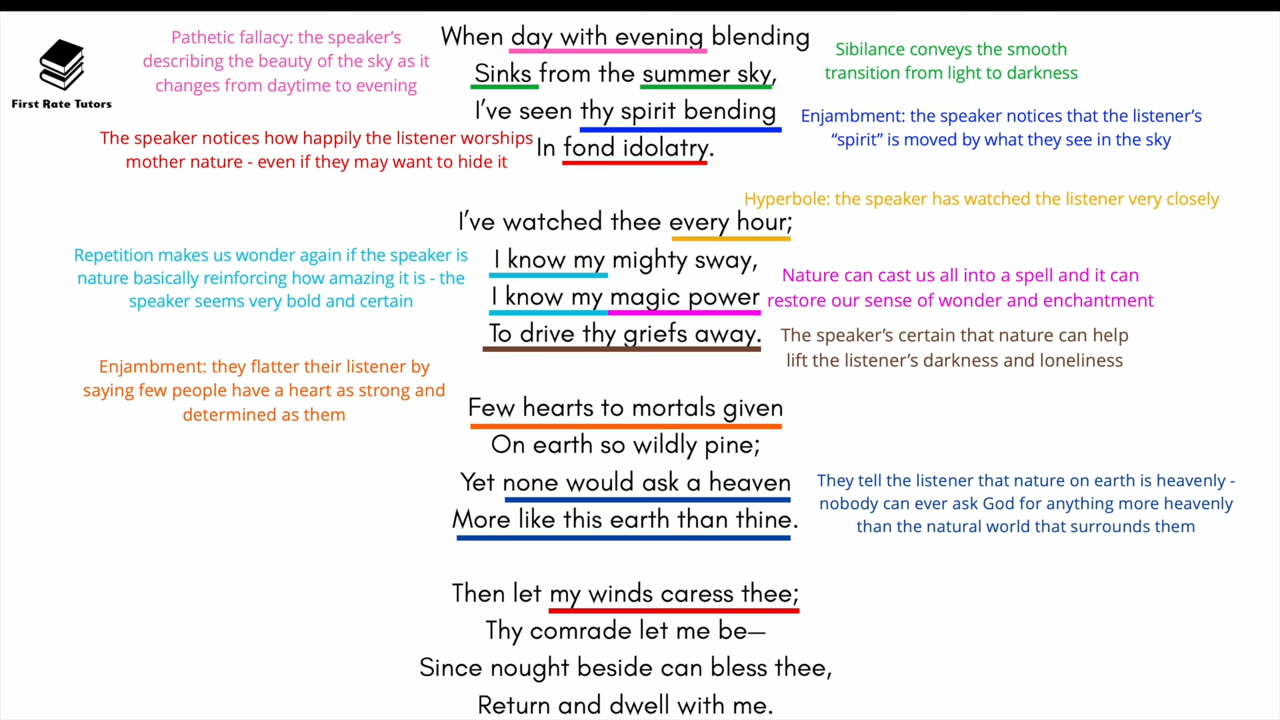 Pathetic fallacy: the speaker's
describing the beauty of the sky as it
changes from daytime to evening
First Rate Tutors
The speaker notices how happily the listener worships
mother nature - even if they may want to hide it
Repetition makes us wonder again if the speaker is
nature basically reinforcing how amazing it is - the
speaker seems very bold and certain
Enjambment: they flatter their listener by
saying few people have a heart as strong and
determined as them
When day with evening blending
Sinks from the summer sky,
I've seen thy spirit bending
In fond idolatry.
I've watched thee every hour;
I know my mighty sway,
I know my magic power
To drive thy griefs away.
Few hearts to mortals given
On earth so wildly pine;
Yet none would ask a heaven
More like this earth than thine.
Then let my winds caress thee;
Thy comrade let me be—
Since nought beside can bless thee,
Return and dwell with me.
Sibilance conveys the smooth
transition from light to darkness
Enjambment: the speaker notices that the listener's
“spirit” is moved by what they see in the sky
Hyperbole: the speaker has watched the listener very closely
Nature can cast us all into a spell and it can
restore our sense of wonder and enchantment
The speaker's certain that nature can help
lift the listener's darkness and loneliness
They tell the listener that nature on earth is heavenly -
nobody can ever ask God for anything more heavenly
than the natural world that surrounds them